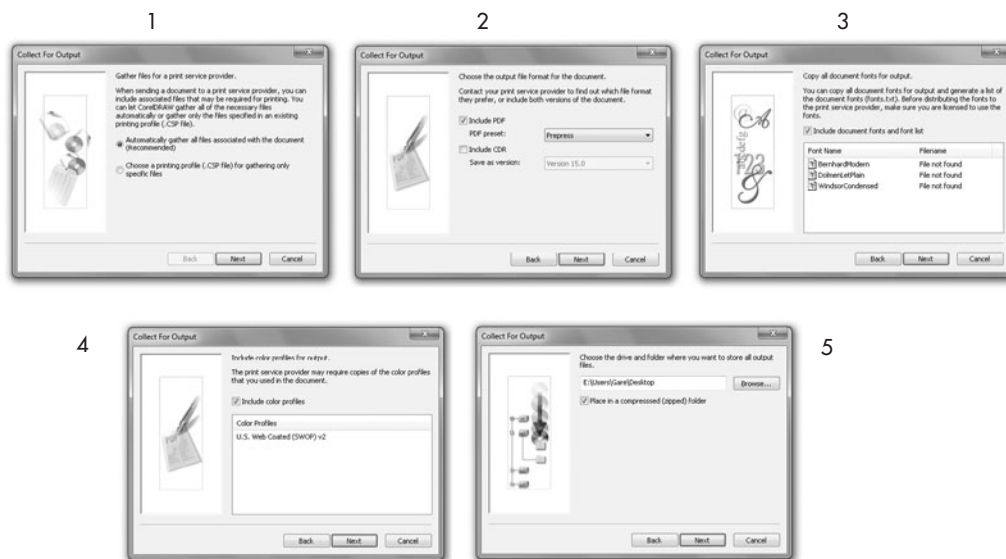 1
2
3
Collect For Output
Gather files for a print service provider.
When sending a document to a print service provider, you can
include associated files that may be required for printing. You
can let CorelDRAW gather all of the necessary files
automatically or gather only the files specified in an existing
printing profile (.CSP file).
Automatically gather all files associated with the document
(Recommended)
Choose a printing profile (.CSP file) for gathering only
specific files
Back Next Cancel
Collect For Output
Choose the output file format for the document.
Contact your print service provider to find out which file format
they prefer, or include both versions of the document.
Include PDF
PDF preset: Prepress
Include CDR
Save as version: Version 15.0
Back Next Cancel
Collect For Output
Copy all document fonts for output.
You can copy all document fonts for output and generate a list of
the document fonts (fonts.txt). Before distributing the fonts to
the print service provider, make sure you are licensed to use the
fonts.
Include document fonts and font list
Font Name Filename
BernhardModern File not found
DolmenLetPlain File not found
WindsorCondensed File not found
Back Next Cancel
4
5
Collect For Output
Include color profiles for output.
The print service provider may require copies of the color profiles
that you used in the document.
Include color profiles
Color Profiles
U.S. Web Coated (SWOP) v2
Back Next Cancel
Collect For Output
Choose the drive and folder where you want to store all output
files.
E:\Users\Gare\Desktop Browse...
Place in a compresssed (zipped) folder
Back Next Cancel